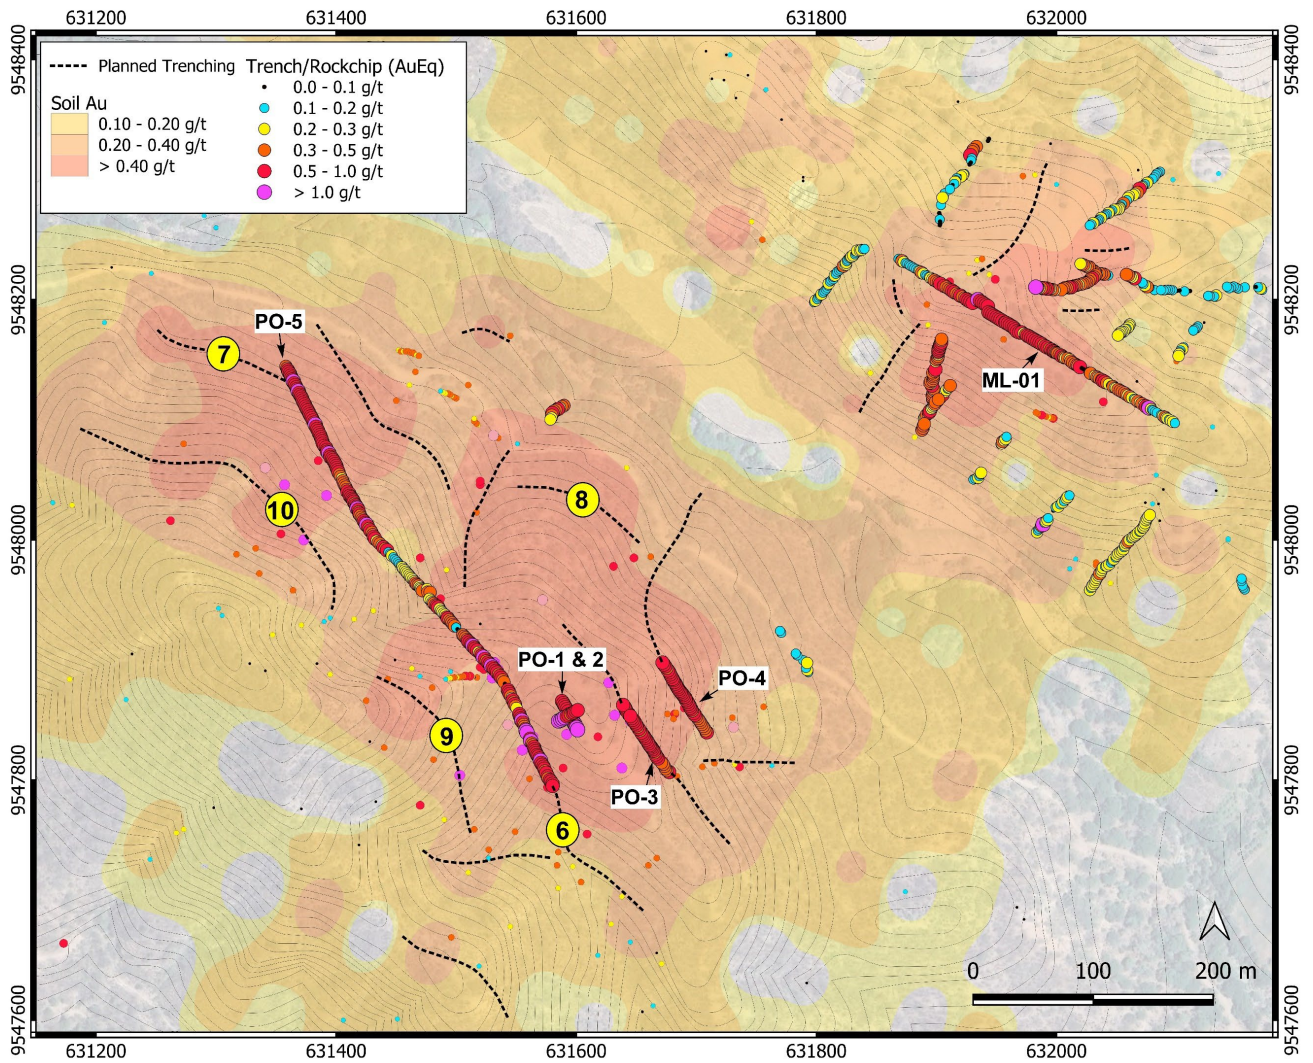 631200 631400 631600 631800 632000
9548400
9548400
Planned Trenching
Soil Au
0.10 - 0.20 g/t
0.20 - 0.40 g/t
> 0.40 g/t
Trench/Rockchip (AuEq)
0.0 - 0.1 g/t
0.1 - 0.2 g/t
0.2 - 0.3 g/t
0.3 - 0.5 g/t
0.5 - 1.0 g/t
> 1.0 g/t
9548200
9548200
PO-5
7
ML-01
10
8
9548000
9548000
PO-1 & 2
PO-4
9
PO-3
9547800
9547800
6
0 100 200 m
9547600
9547600
631200 631400 631600 631800 632000